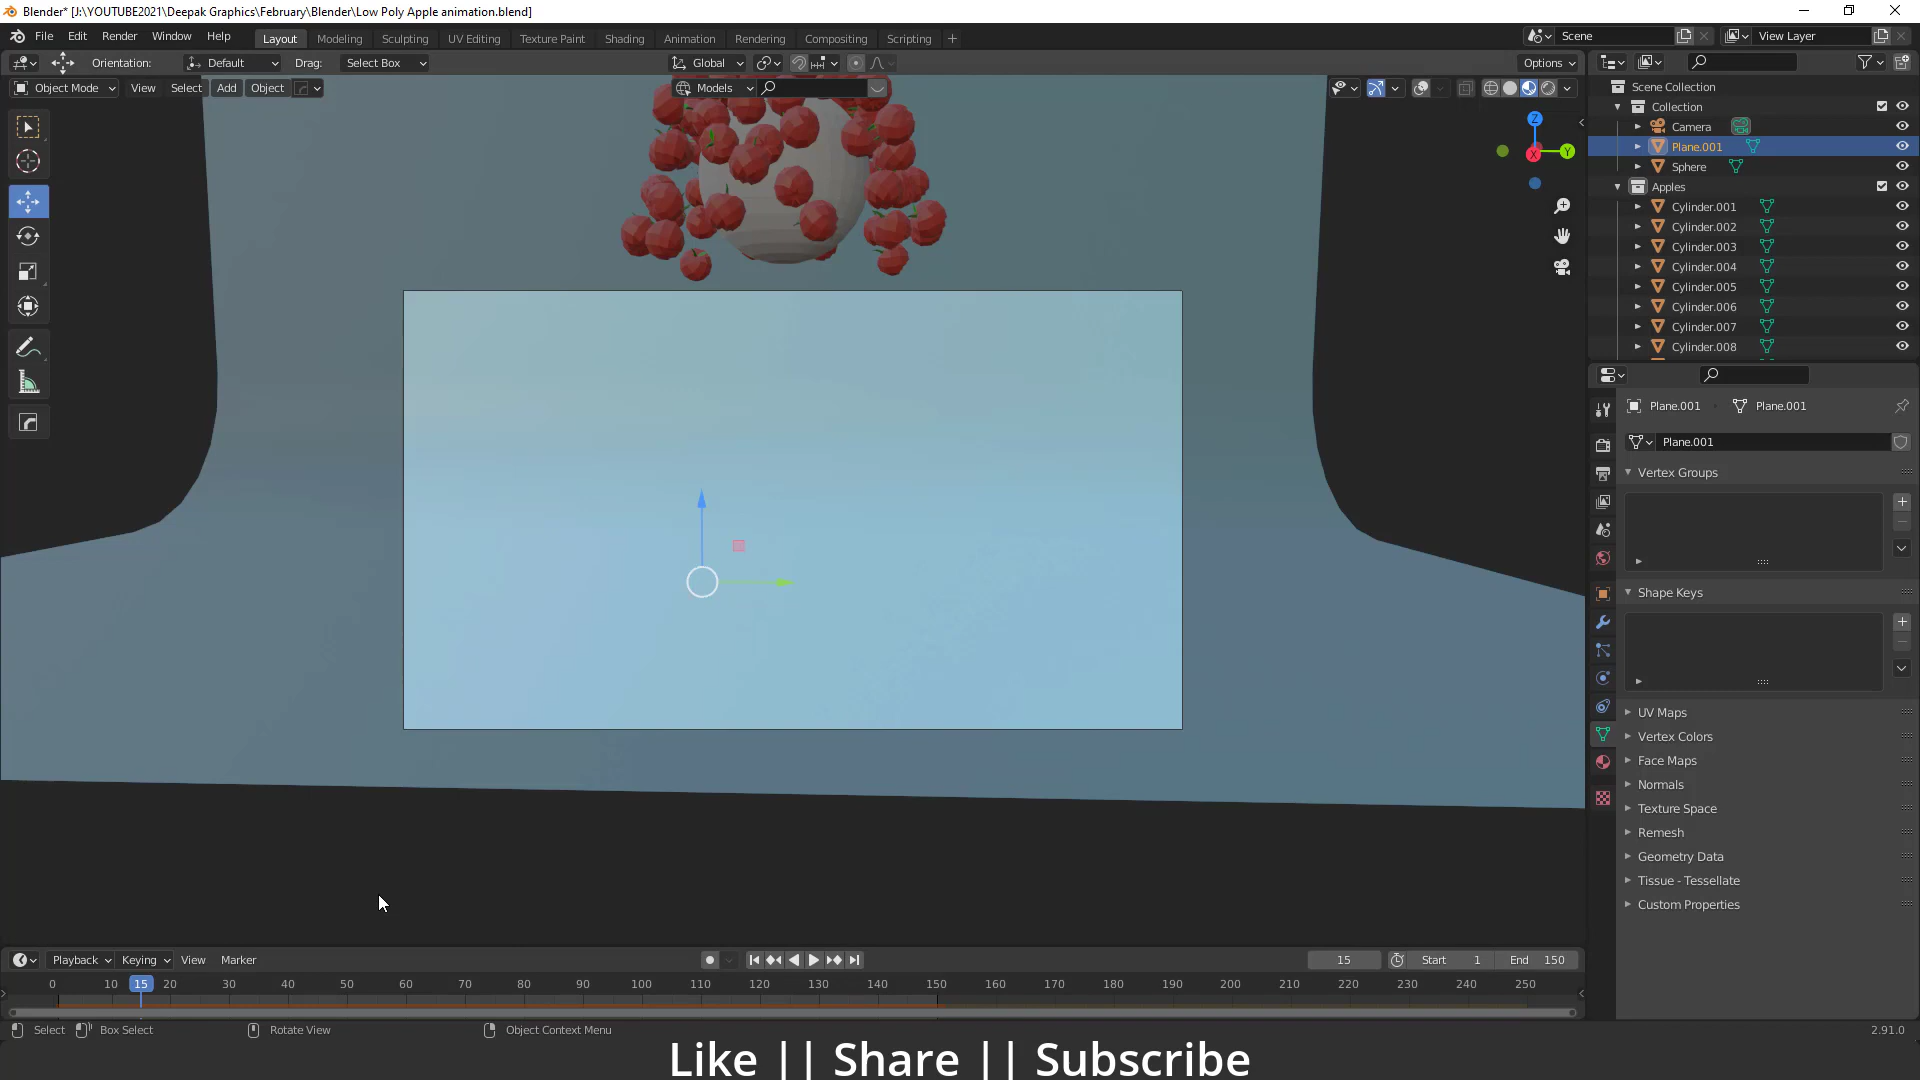 Blender* [J:\YOUTUBE2021\Deepak Graphics\February\Blender\Low Poly Apple animation.blend]
File Edit Render Window Help Layout Modeling Sculpting UV Editing Texture Paint Shading Animation Rendering Compositing Scripting + Scene View Layer
Orientation: Default Drag: Select Box Global Options
Object Mode View Select Add Object Models
Scene Collection
Collection
Camera
Plane.001
Sphere
Apples
Cylinder.001
Cylinder.002
Cylinder.003
Cylinder.004
Cylinder.005
Cylinder.006
Cylinder.007
Cylinder.008
Z
X
Y
Plane.001 Plane.001
Plane.001
Vertex Groups
Shape Keys
UV Maps
Vertex Colors
Face Maps
Normals
Texture Space
Remesh
Geometry Data
Tissue - Tessellate
Custom Properties
Playback Keying View Marker 15 Start 1 End 150
0 10 15 20 30 40 50 60 70 80 90 100 110 120 130 140 150 160 170 180 190 200 210 220 230 240 250
Select Box Select Rotate View Object Context Menu 2.91.0
Like || Share || Subscribe